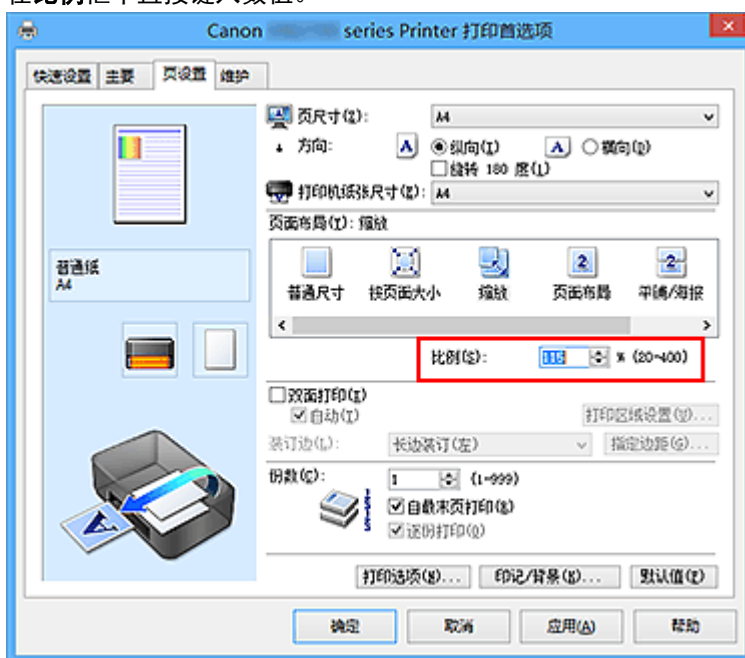 在比例框中直接键入数值。
Canon series Printer 打印首选项
快速设置 主要 页设置 维护
页尺寸(Z): A4
方向: A 纵向(T) A 横向(D)
旋转 180 度(L)
打印机纸张尺寸(E): A4
页面布局(Y): 缩放
普通尺寸 按页面大小 缩放 页面布局 平铺/海报
比例(S): 115 % (20-400)
普通纸
A4
双面打印(X)
自动(I) 打印区域设置(U)...
装订边(L): 长边装订(左) 指定边距(G)...
份数(C): 1 (1-999)
自最末页打印(R)
逐份打印(O)
打印选项(N)... 印记/背景(K)... 默认值(F)
确定 取消 应用(A) 帮助